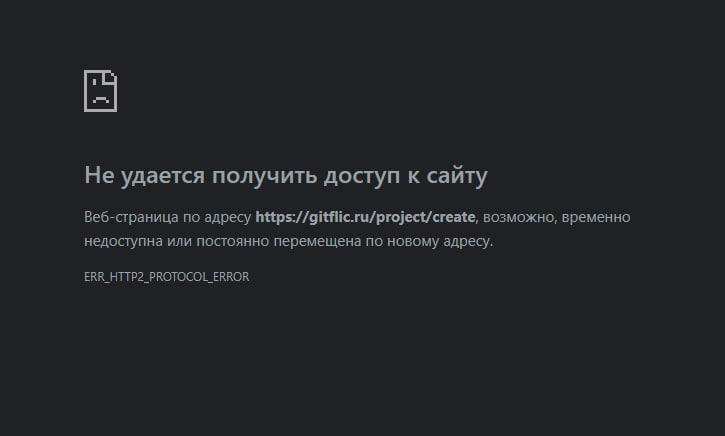 Не удается получить доступ к сайту
Веб-страница по адресу https://gitflic.ru/project/create, возможно, временно
недоступна или постоянно перемещена по новому адресу.
ERR_HTTP2_PROTOCOL_ERROR